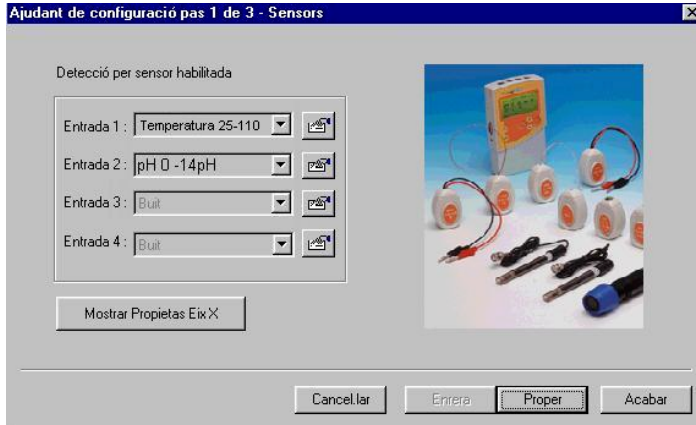 Ajudant de configuració pas 1 de 3 - Sensors
Detecció per sensor habilitada
Entrada 1 : Temperatura 25-110
Entrada 2 : pH 0 -14pH
Entrada 3 : Buit
Entrada 4 : Buit
Mostrar Propietas Eix X
Cancel.lar Enrera Proper Acabar